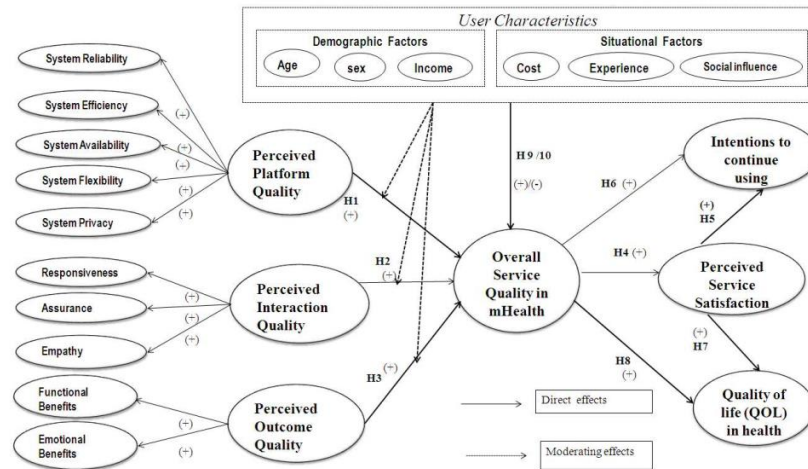 User Characteristics
Demographic Factors
Age
sex
Income
Situational Factors
Cost
Experience
Social influence
System Reliability
System Efficiency
System Availability
System Flexibility
System Privacy
(+)
(+)
(+)
(+)
(+)
Perceived
Platform
Quality
H1
(+)
H 9 /10
(+)/(-)
Responsiveness
Assurance
Empathy
(+)
(+)
(+)
Perceived
Interaction
Quality
H2
(+)
Functional
Benefits
Emotional
Benefits
(+)
(+)
Perceived
Outcome
Quality
H3
(+)
Overall
Service
Quality in
mHealth
H6 (+)
H4 (+)
H8
(+)
Intentions to
continue
using
(+)
H5
Perceived
Service
Satisfaction
(+)
H7
Quality of
life (QOL)
in health
Direct effects
Moderating effects